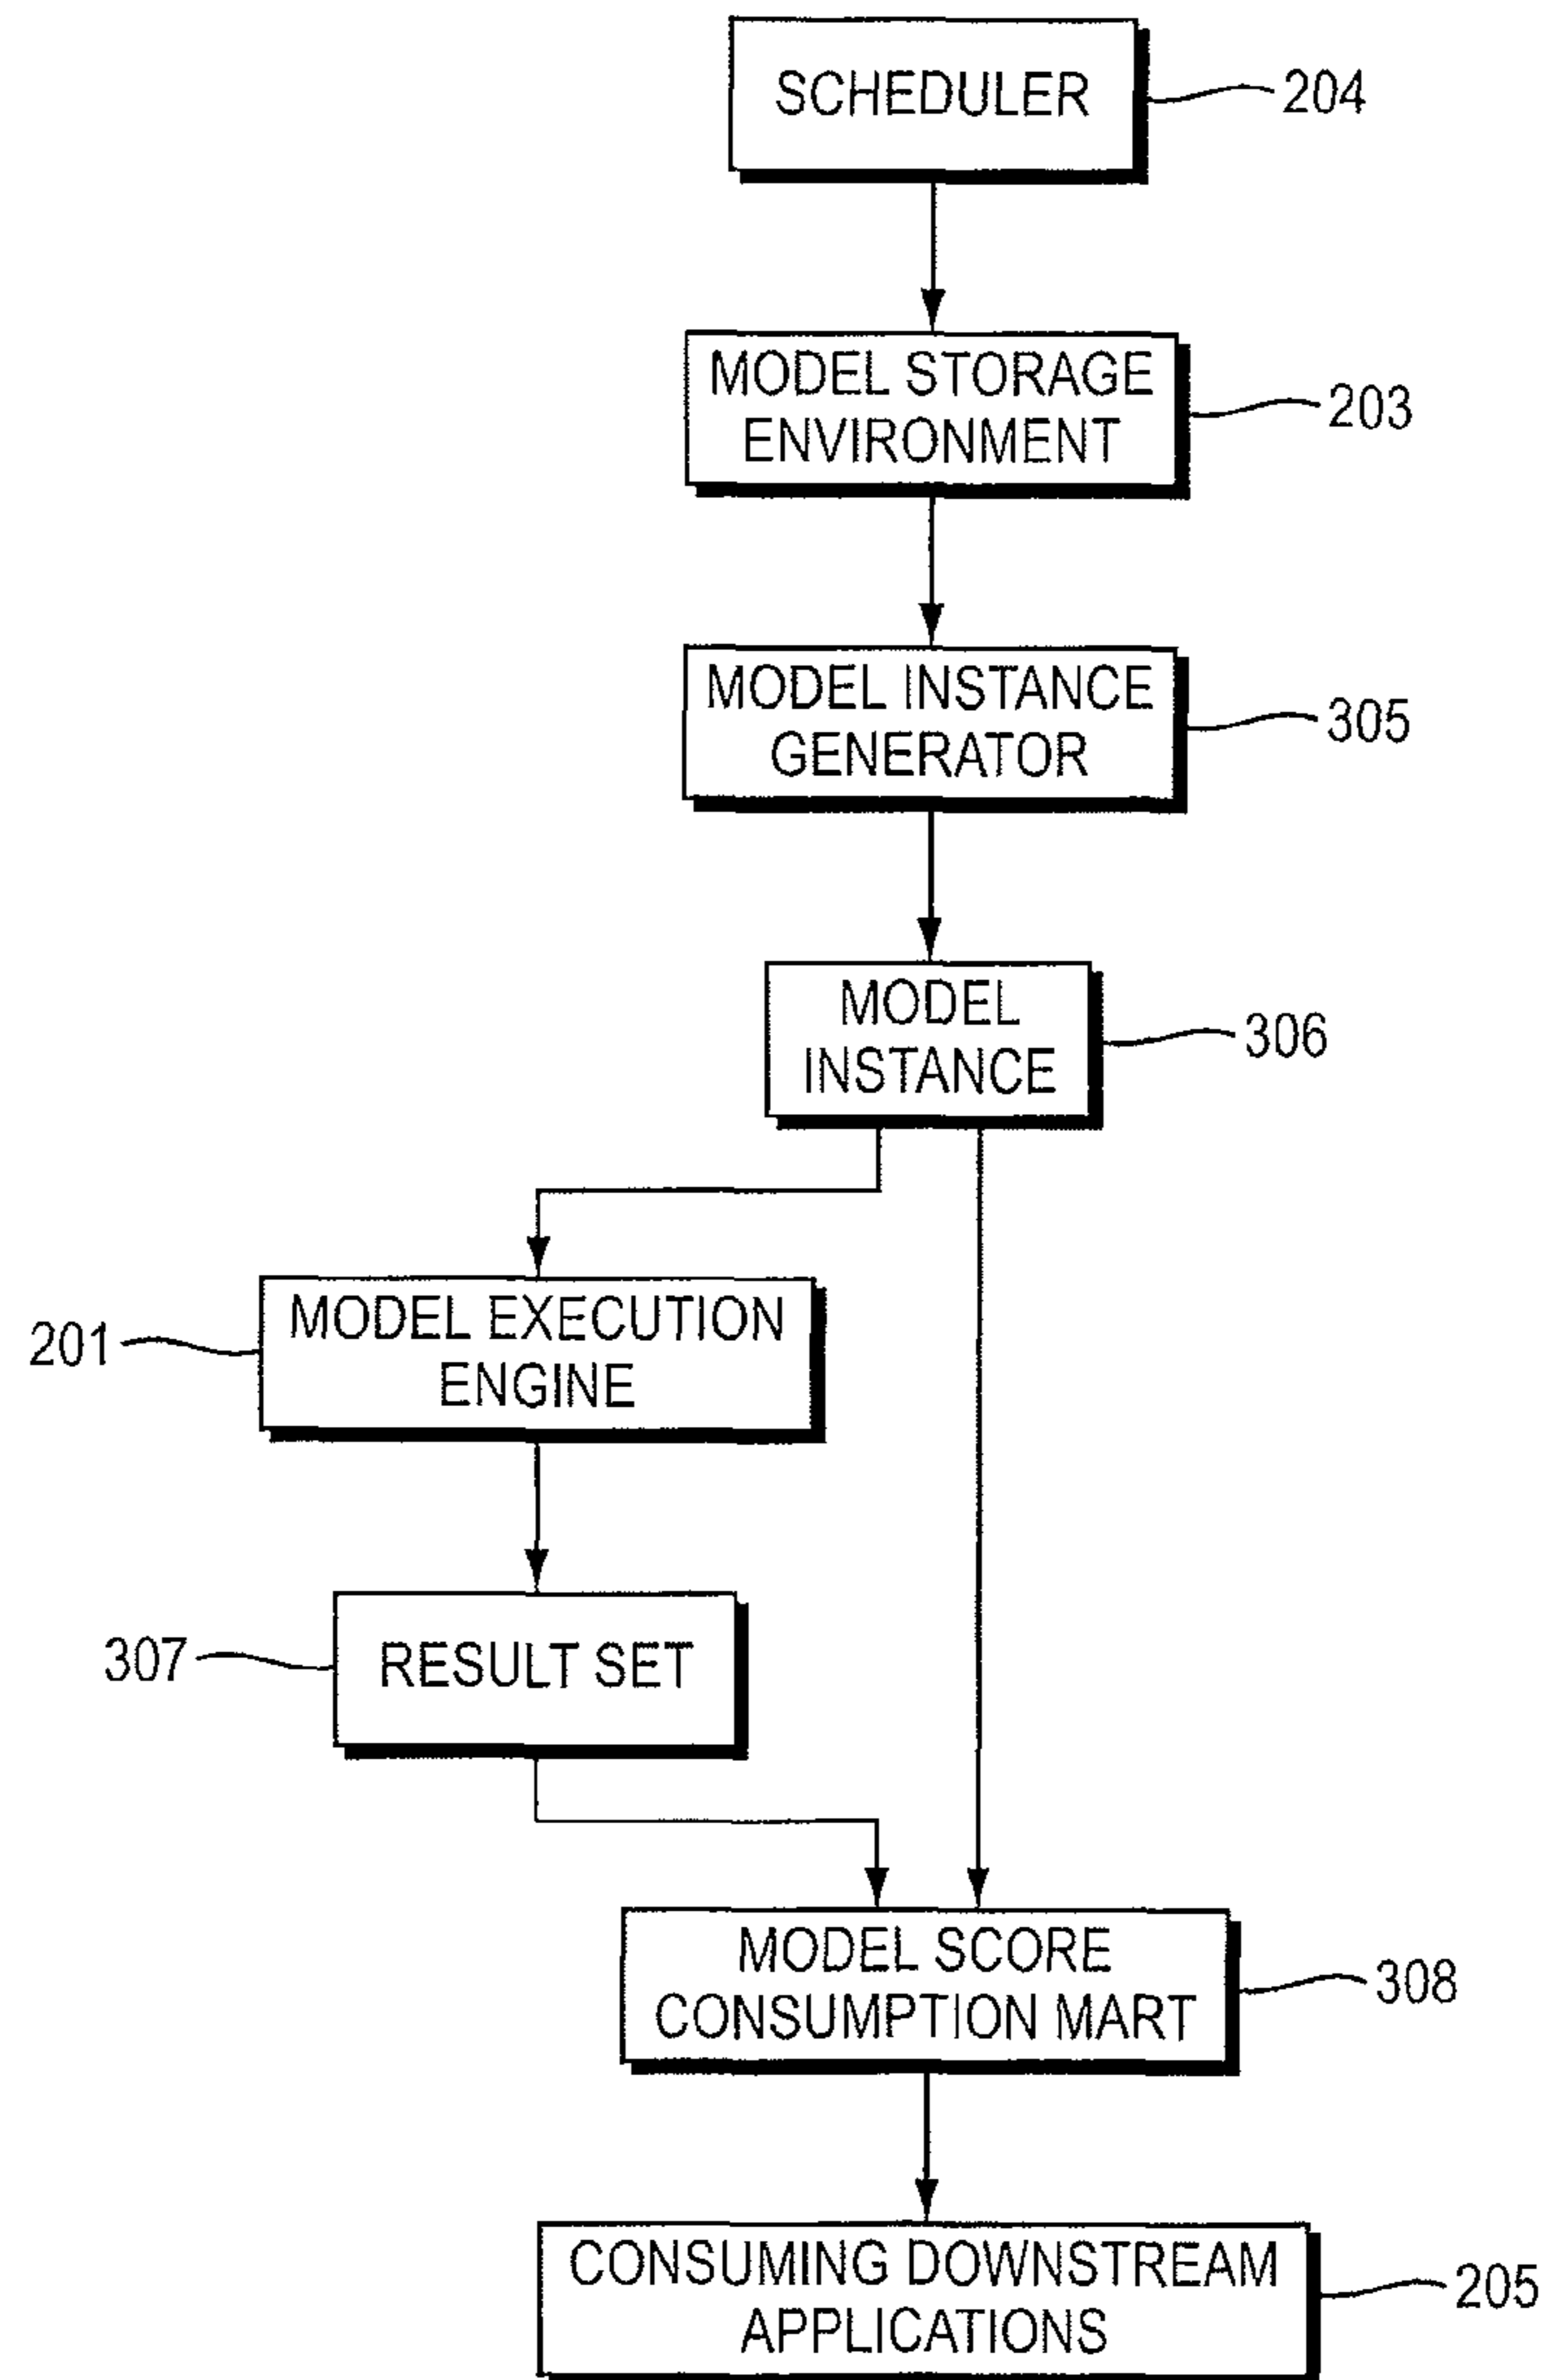 SCHEDULER
204
MODEL STORAGE
ENVIRONMENT
203
MODEL INSTANCE
GENERATOR
305
MODEL
INSTANCE
306
201
MODEL EXECUTION
ENGINE
307
RESULT SET
MODEL SCORE
CONSUMPTION MART
308
CONSUMING DOWNSTREAM
APPLICATIONS
205